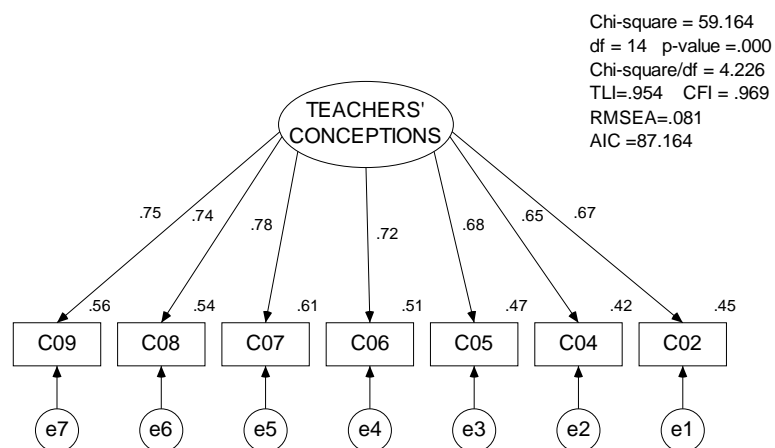 Chi-square = 59.164
df = 14 p-value =.000
Chi-square/df = 4.226
TLI=.954 CFI = .969
RMSEA=.081
AIC =87.164
TEACHERS'
CONCEPTIONS
.75 .74 .78 .72 .68 .65 .67
.56 .54 .61 .51 .47 .42 .45
C09 C08 C07 C06 C05 C04 C02
e7 e6 e5 e4 e3 e2 e1